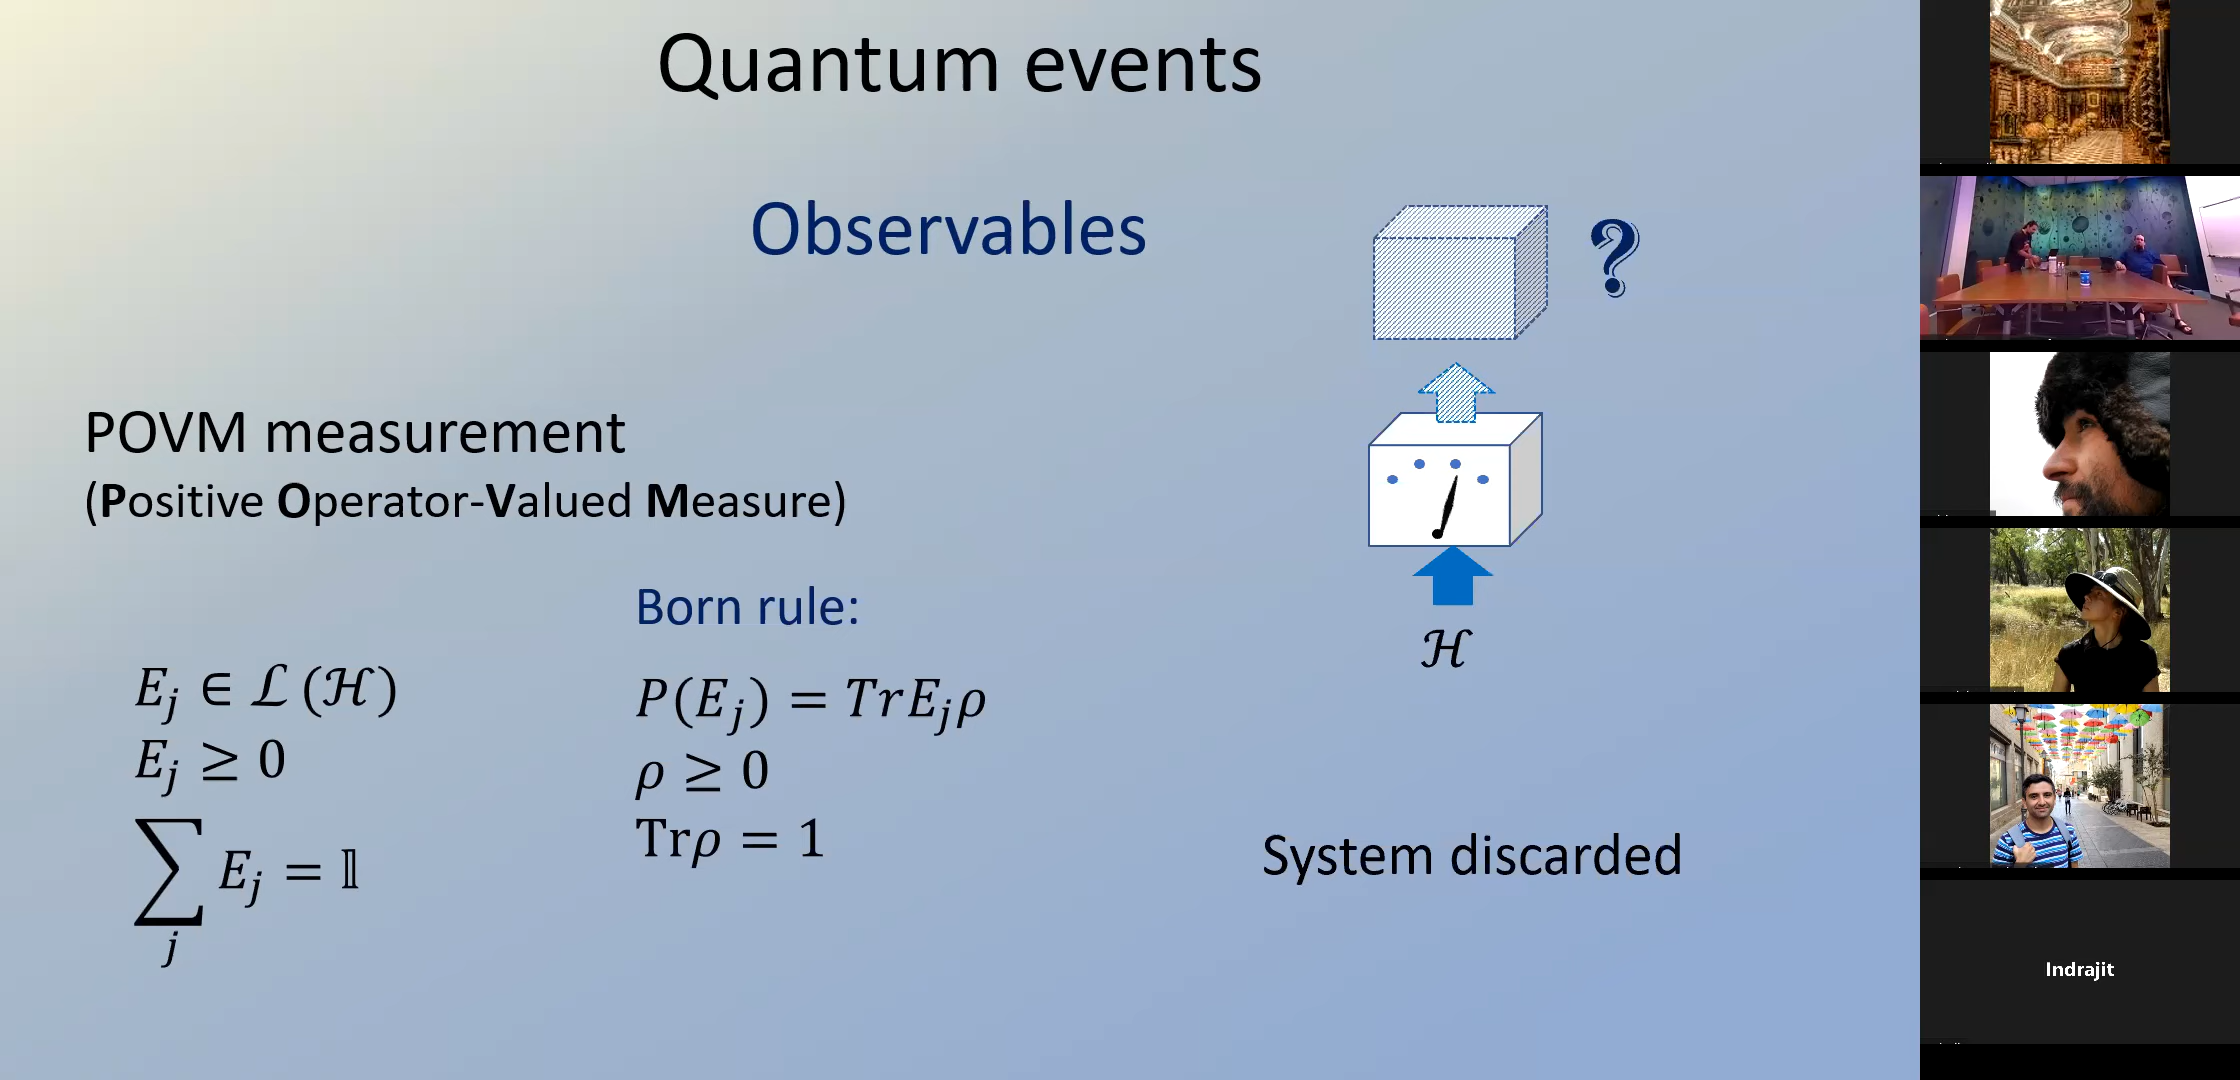 Quantum events
Observables
?
POVM measurement
(Positive Operator-Valued Measure)
Born rule:
ℋ
E_j ∈ ℒ (ℋ)
P(E_j) = TrE_jρ
E_j ≥ 0
ρ ≥ 0
∑_j E_j = 𝟙
Trρ = 1
System discarded
Indrajit